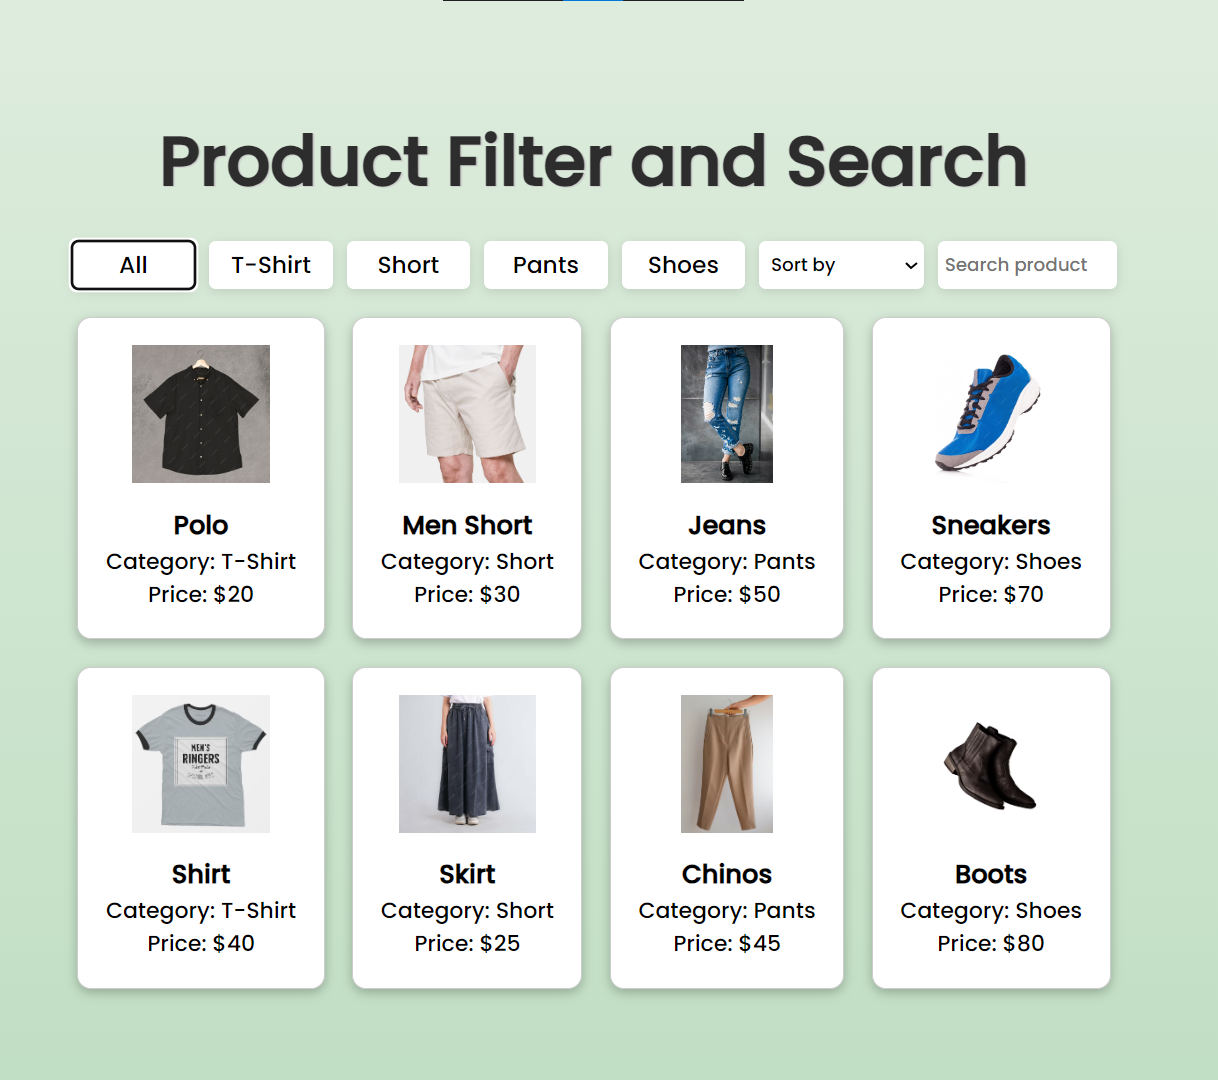 Product Filter and Search
All T-Shirt Short Pants Shoes Sort by Search product
Polo
Category: T-Shirt
Price: $20
Men Short
Category: Short
Price: $30
Jeans
Category: Pants
Price: $50
Sneakers
Category: Shoes
Price: $70
MEN'S
RINGERS
Shirt
Category: T-Shirt
Price: $40
Skirt
Category: Short
Price: $25
Chinos
Category: Pants
Price: $45
Boots
Category: Shoes
Price: $80